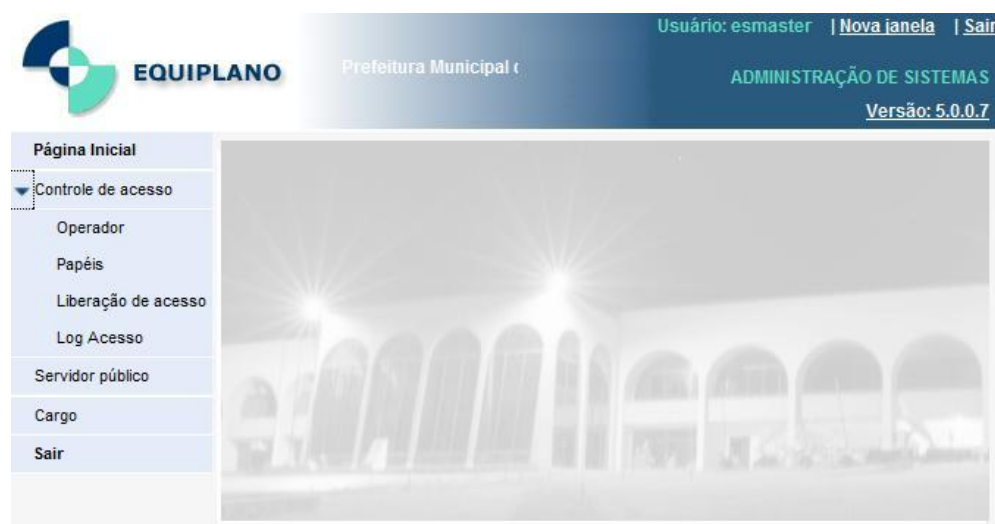 Usuário: esmaster | Nova janela | Sair
EQUIPLANO
Prefeitura Municipal
ADMINISTRAÇÃO DE SISTEMAS
Versão: 5.0.0.7
Página Inicial
Controle de acesso
Operador
Papéis
Liberação de acesso
Log Acesso
Servidor público
Cargo
Sair